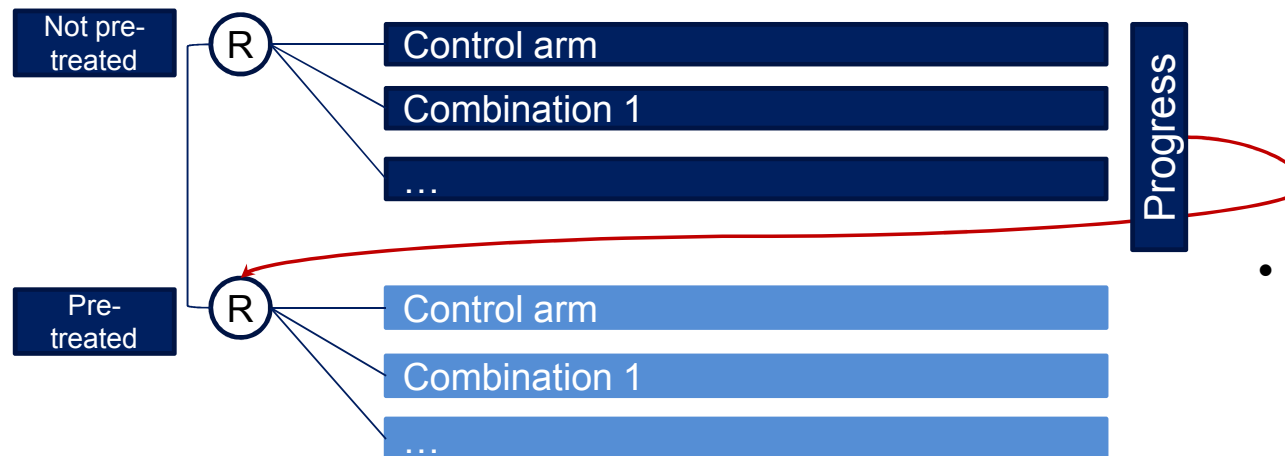 Not pre-
treated
R
Control arm
Combination 1
…
Progress
Pre-
treated
R
Control arm
Combination 1
…
•